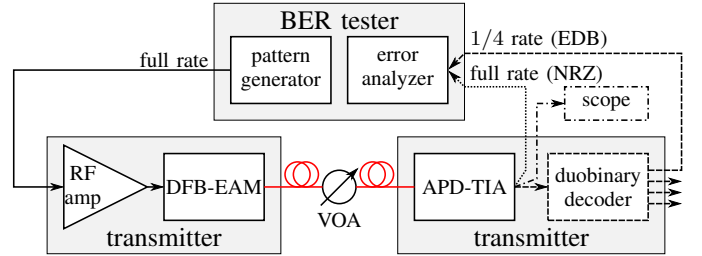 BER tester
1/4 rate (EDB)
full rate
pattern
generator
error
analyzer
full rate (NRZ)
scope
RF
amp
DFB-EAM
VOA
APD-TIA
duobinary
decoder
transmitter
transmitter